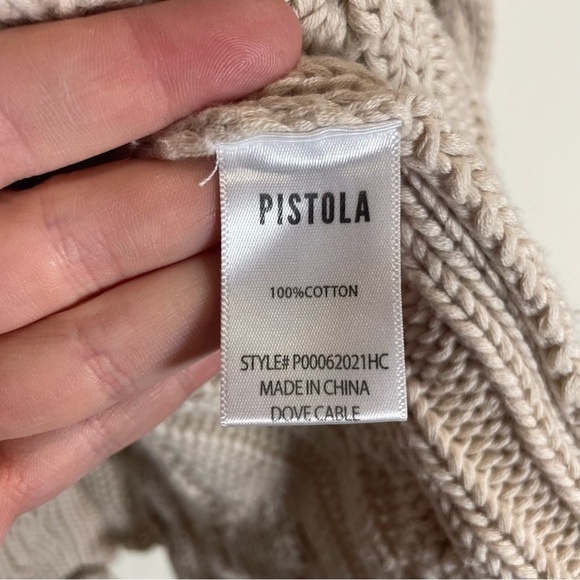 PISTOLA
100%COTTON
STYLE# P00062021HC
MADE IN CHINA
DOVE CABLE